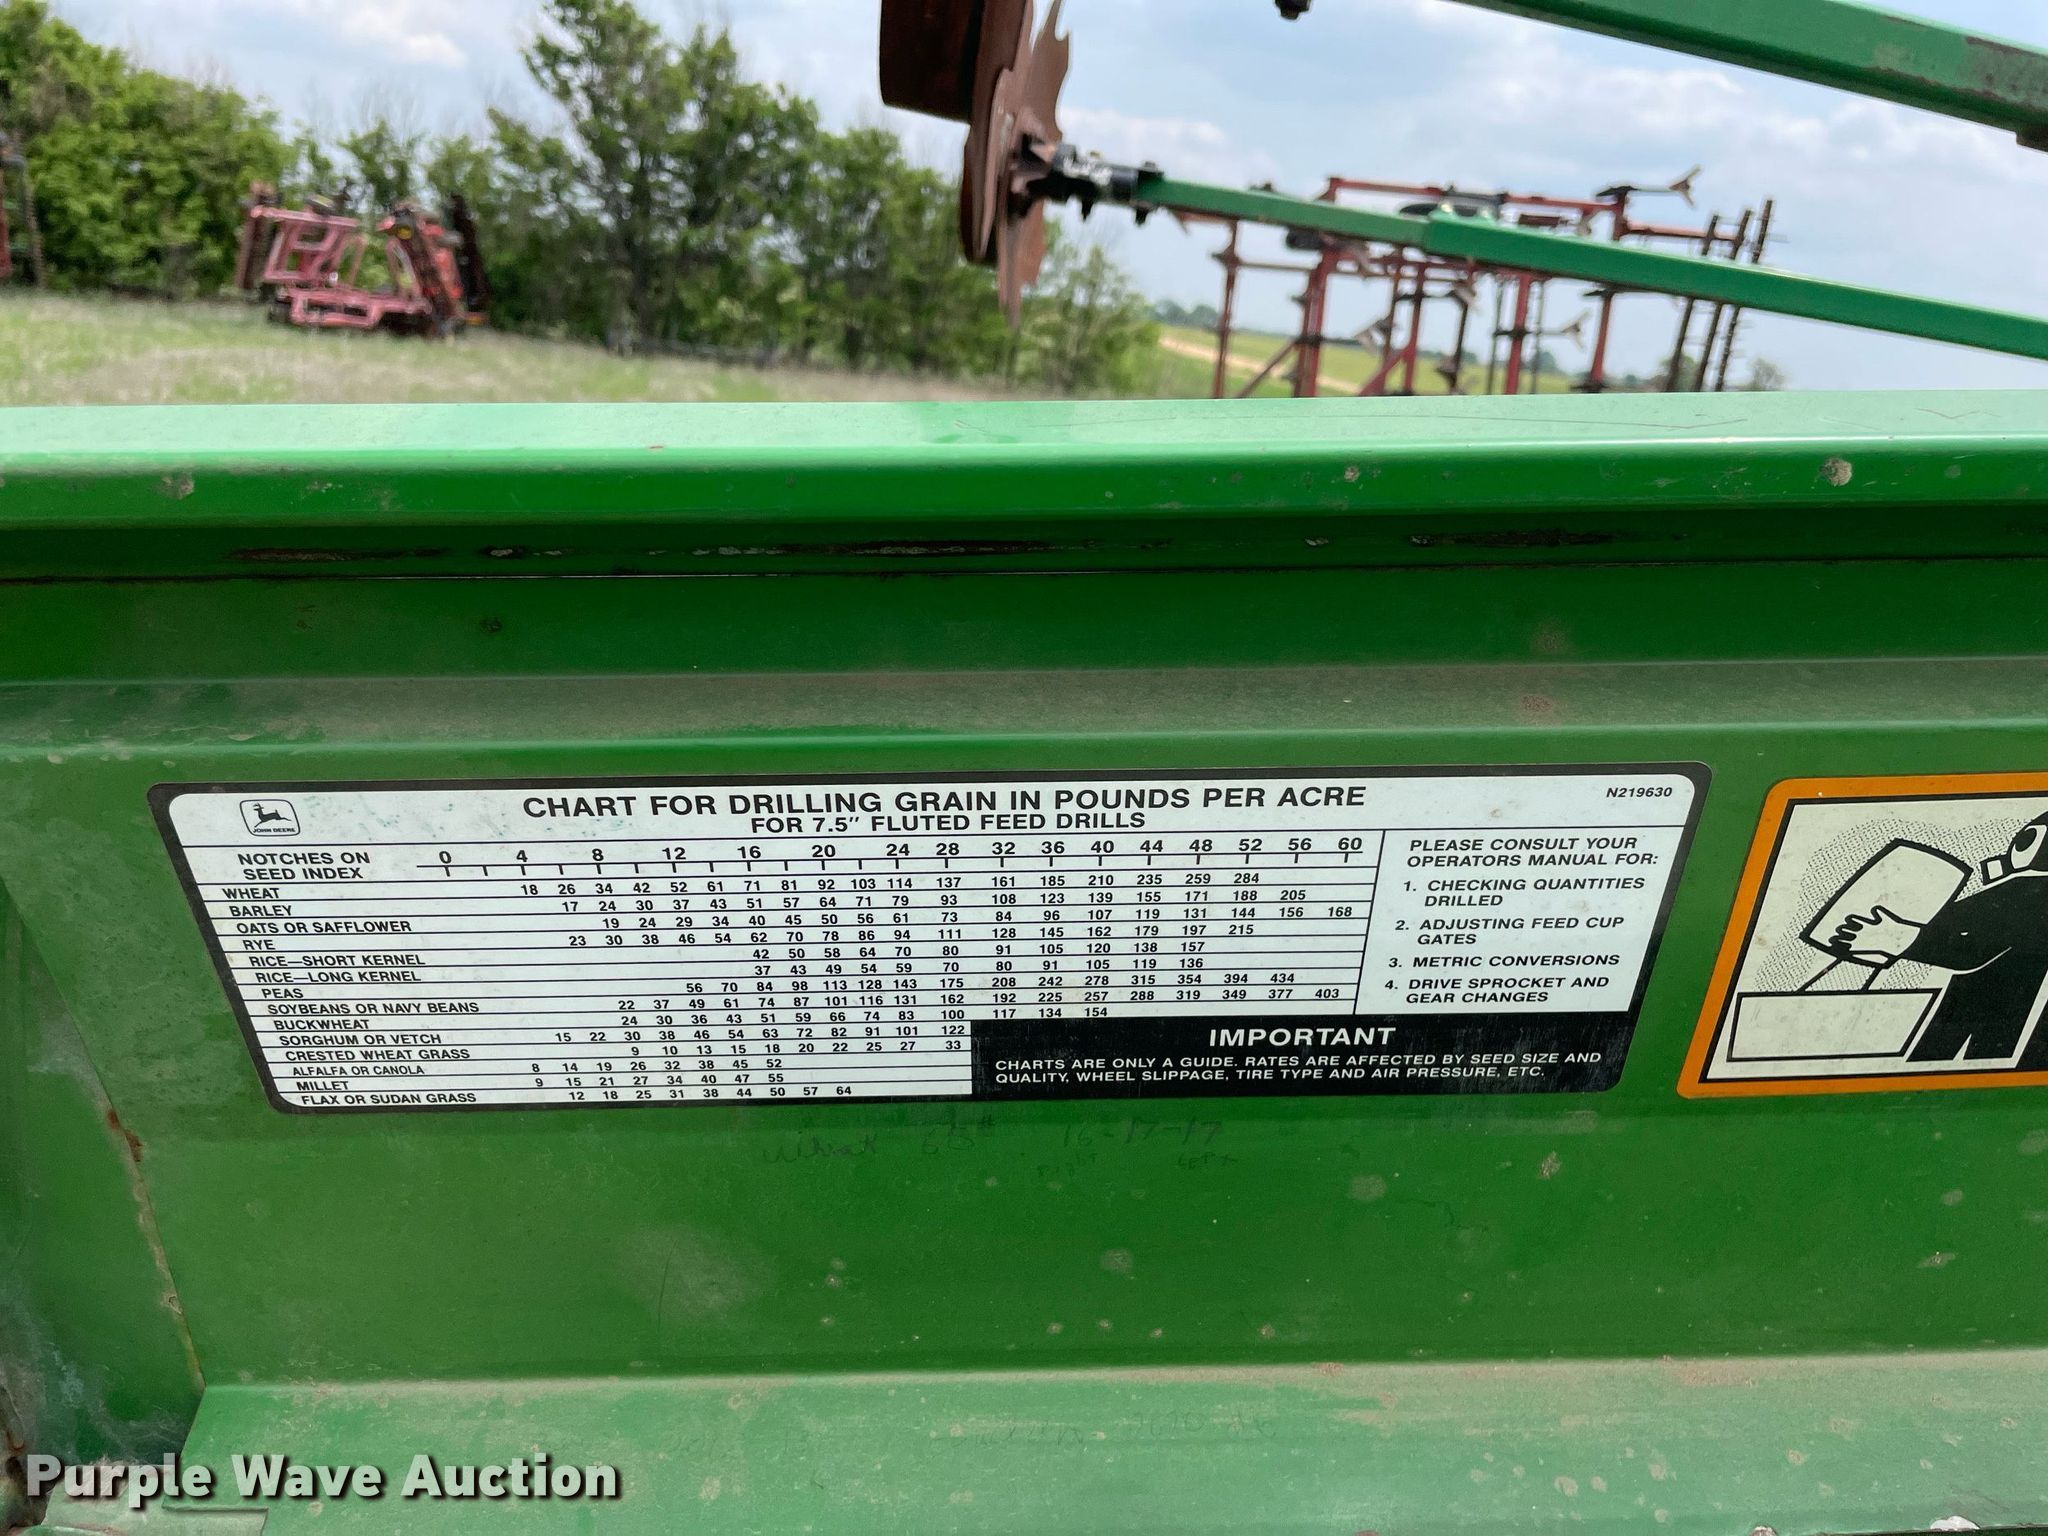 JOHN DEERE
CHART FOR DRILLING GRAIN IN POUNDS PER ACRE
FOR 7.5" FLUTED FEED DRILLS
N219630
NOTCHES ON SEED INDEX 0 4 8 12 16 20 24 28 32 36 40 44 48 52 56 60
WHEAT 18 26 34 42 52 61 71 81 92 103 114 137 161 185 210 235 259 284
BARLEY 17 24 30 37 43 51 57 64 71 79 93 108 123 139 155 171 188 205
OATS OR SAFFLOWER 19 24 29 34 40 45 50 56 61 73 84 96 107 119 131 144 156 168
RYE 23 30 38 46 54 62 70 78 86 94 111 128 145 162 179 197 215
RICE—SHORT KERNEL 42 50 58 64 70 80 91 105 120 138 157
RICE—LONG KERNEL 37 43 49 54 59 70 80 91 105 119 136
PEAS 56 70 84 98 113 128 143 175 208 242 278 315 354 394 434
SOYBEANS OR NAVY BEANS 22 37 49 61 74 87 101 116 131 162 192 225 257 288 319 349 377 403
BUCKWHEAT 24 30 36 43 51 59 66 74 83 100 117 134 154
SORGHUM OR VETCH 15 22 30 38 46 54 63 72 82 91 101 122
CRESTED WHEAT GRASS 9 10 13 15 18 20 22 25 27 33
ALFALFA OR CANOLA 8 14 19 26 32 38 45 52
MILLET 9 15 21 27 34 40 47 55
FLAX OR SUDAN GRASS 12 18 25 31 38 44 50 57 64
PLEASE CONSULT YOUR
OPERATORS MANUAL FOR:
1. CHECKING QUANTITIES
DRILLED
2. ADJUSTING FEED CUP
GATES
3. METRIC CONVERSIONS
4. DRIVE SPROCKET AND
GEAR CHANGES
IMPORTANT
CHARTS ARE ONLY A GUIDE. RATES ARE AFFECTED BY SEED SIZE AND
QUALITY, WHEEL SLIPPAGE, TIRE TYPE AND AIR PRESSURE, ETC.
16-17-17
Purple Wave Auction